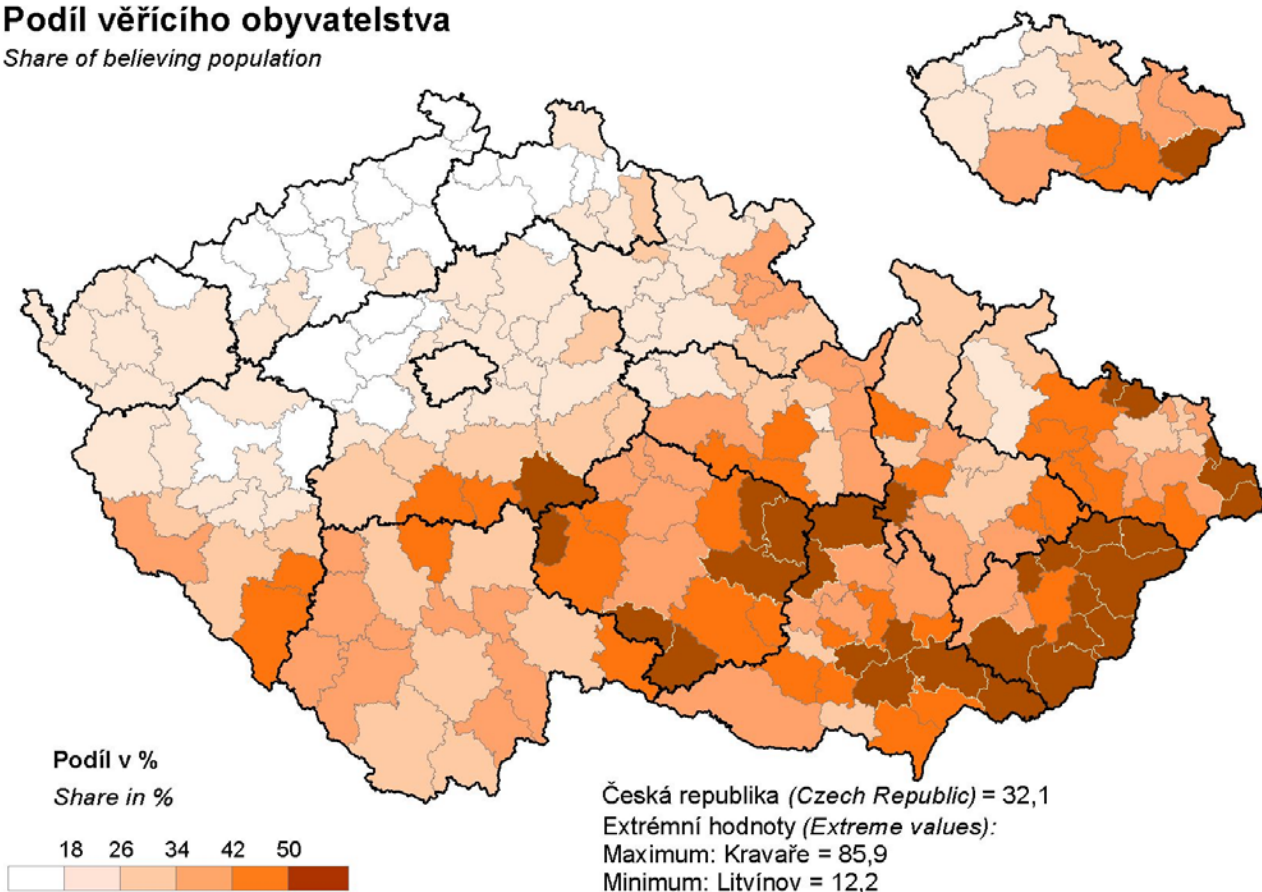 Podíl věřícího obyvatelstva
Share of believing population
Podíl v %
Share in %
18 26 34 42 50
Česká republika (Czech Republic) = 32,1
Extrémní hodnoty (Extreme values):
Maximum: Kravaře = 85,9
Minimum: Litvínov = 12,2